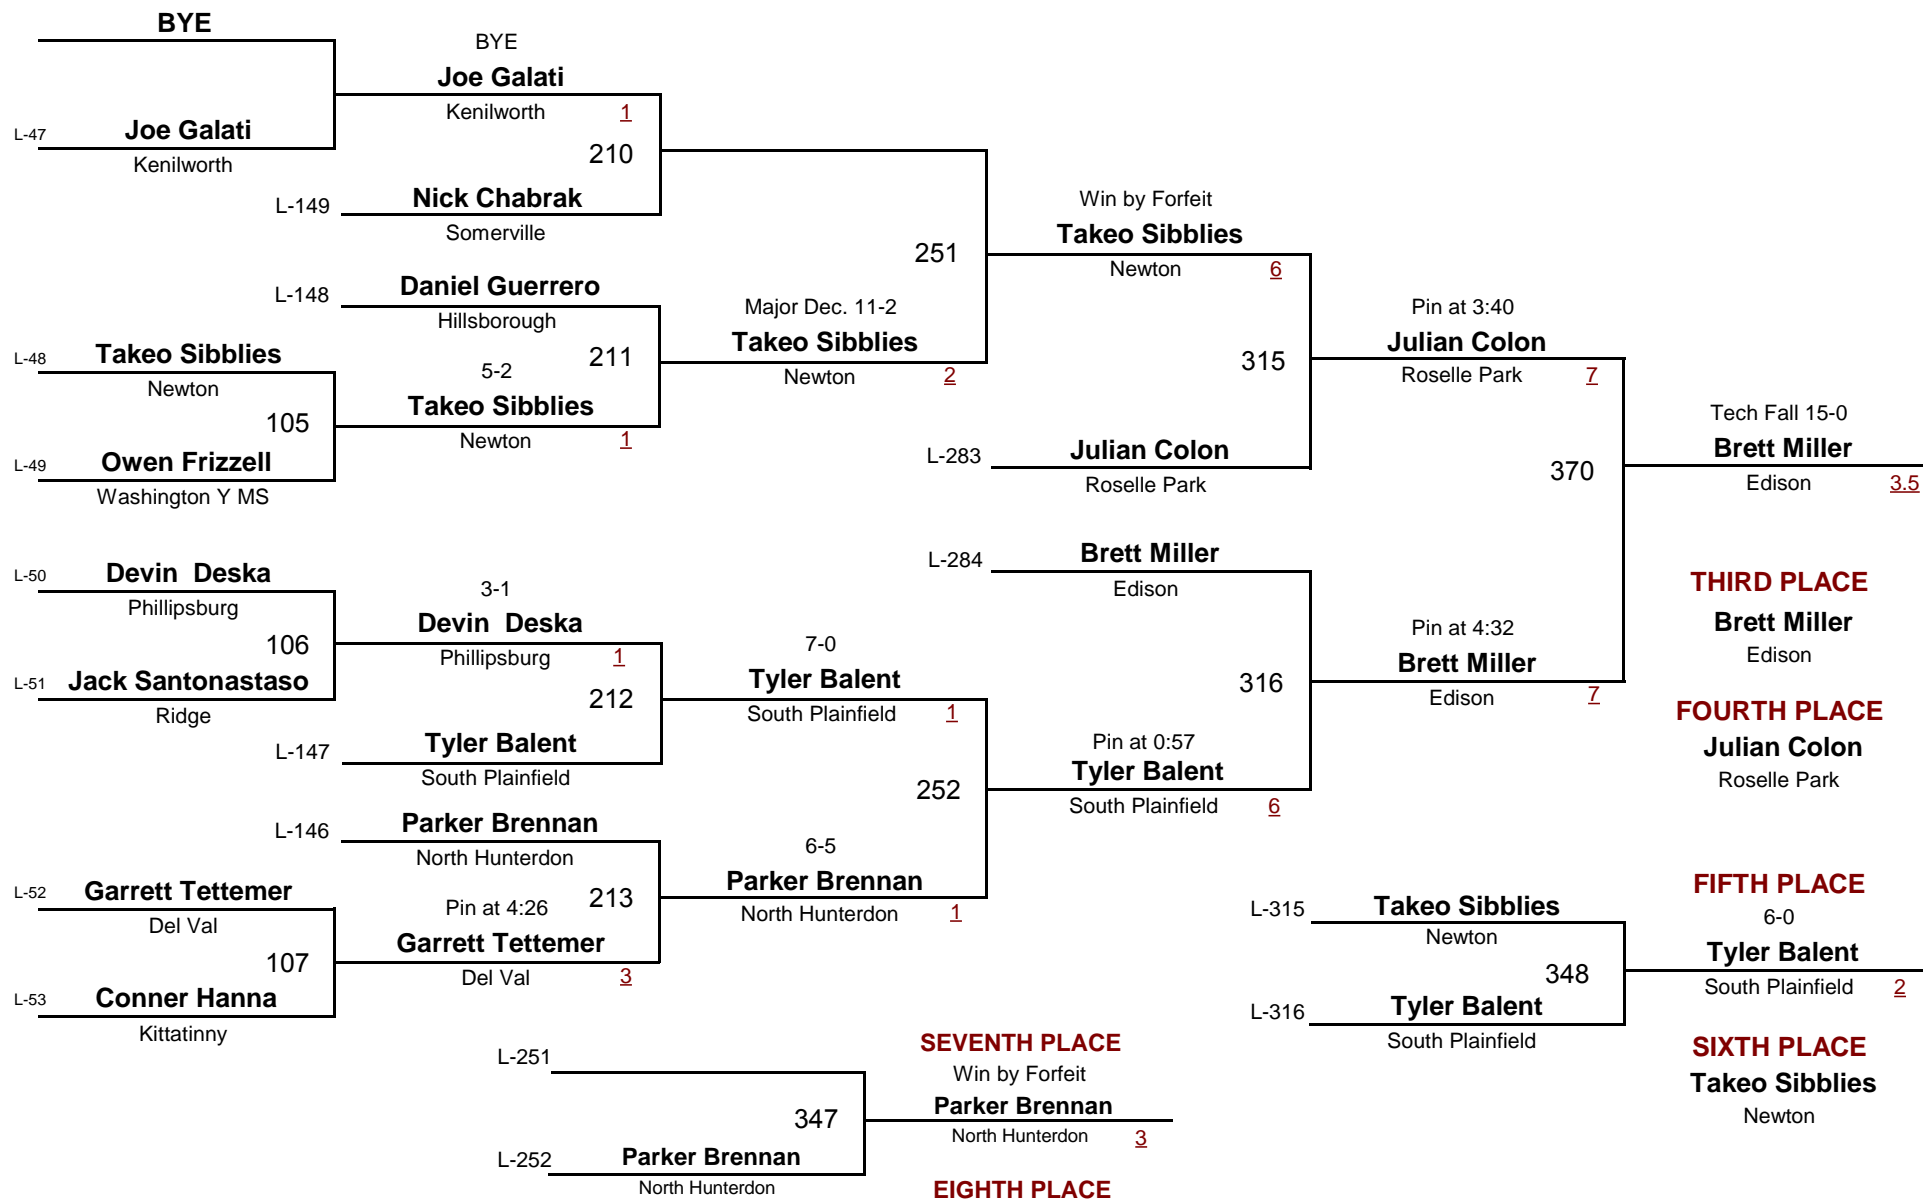 BYE
L-47 Joe Galati
Kenilworth
BYE
Joe Galati
Kenilworth 1
210
L-149 Nick Chabrak
Somerville
L-148 Daniel Guerrero
Hillsborough
211
L-48 Takeo Sibblies
Newton
105
L-49 Owen Frizzell
Washington Y MS
5-2
Takeo Sibblies
Newton 1
Major Dec. 11-2
Takeo Sibblies
Newton 2
251
Win by Forfeit
Takeo Sibblies
Newton 6
315
L-283 Julian Colon
Roselle Park
Pin at 3:40
Julian Colon
Roselle Park 7
370
Tech Fall 15-0
Brett Miller
Edison 3.5
L-50 Devin  Deska
Phillipsburg
106
L-51 Jack Santonastaso
Ridge
3-1
Devin  Deska
Phillipsburg 1
212
L-147 Tyler Balent
South Plainfield
7-0
Tyler Balent
South Plainfield 1
252
L-146 Parker Brennan
North Hunterdon
213
L-52 Garrett Tettemer
Del Val
107
L-53 Conner Hanna
Kittatinny
Pin at 4:26
Garrett Tettemer
Del Val 3
6-5
Parker Brennan
North Hunterdon 1
L-284 Brett Miller
Edison
316
Pin at 0:57
Tyler Balent
South Plainfield 6
Pin at 4:32
Brett Miller
Edison 7
THIRD PLACE
Brett Miller
Edison
FOURTH PLACE
Julian Colon
Roselle Park
L-315 Takeo Sibblies
Newton
348
L-316 Tyler Balent
South Plainfield
FIFTH PLACE
6-0
Tyler Balent
South Plainfield 2
SIXTH PLACE
Takeo Sibblies
Newton
L-251
347
L-252 Parker Brennan
North Hunterdon
SEVENTH PLACE
Win by Forfeit
Parker Brennan
North Hunterdon 3
EIGHTH PLACE